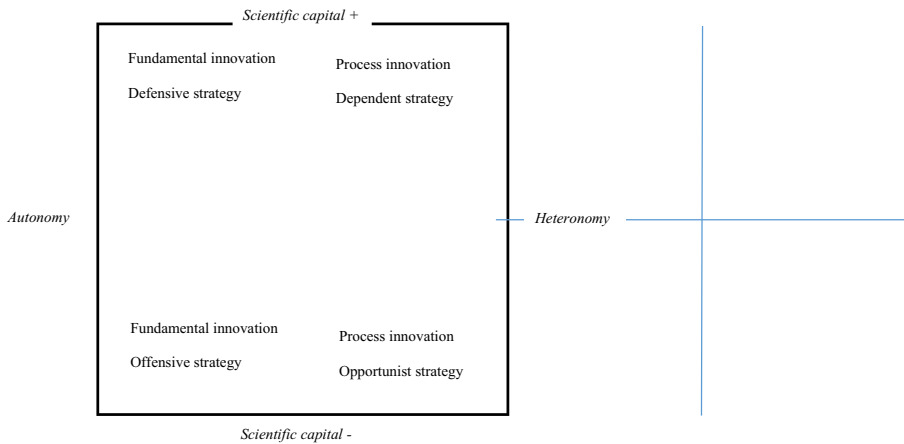 Scientific capital +
Fundamental innovation
Process innovation
Defensive strategy
Dependent strategy
Autonomy
Heteronomy
Fundamental innovation
Process innovation
Offensive strategy
Opportunist strategy
Scientific capital -